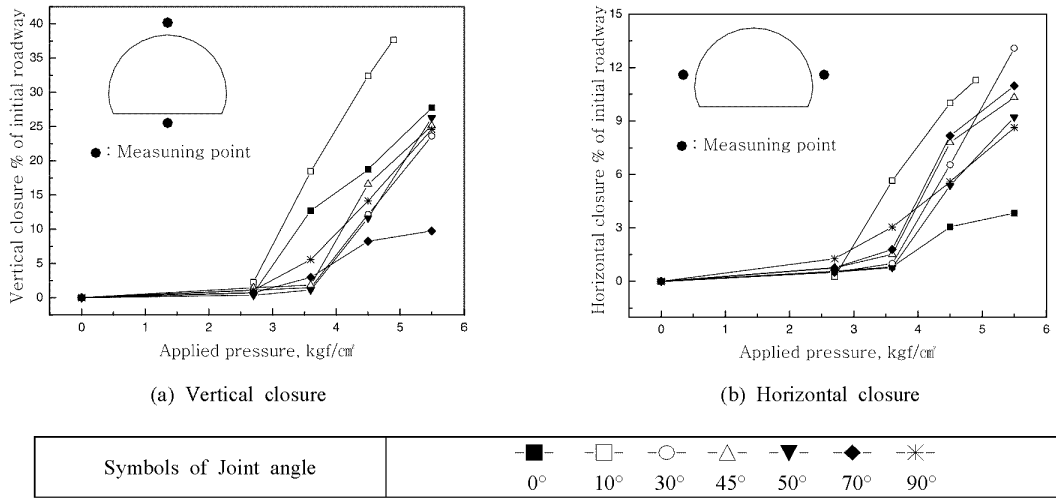 Vertical closure % of initial roadway
40
35
30
25
20
15
10
5
0
● : Measuning point
0 1 2 3 4 5 6
Applied pressure, kgf/㎠
(a) Vertical closure
Horizontal closure % of initial roadway
15
12
9
6
3
0
● : Measuning point
0 1 2 3 4 5 6
Applied pressure, kgf/㎠
(b) Horizontal closure
Symbols of Joint angle
0° 10° 30° 45° 50° 70° 90°